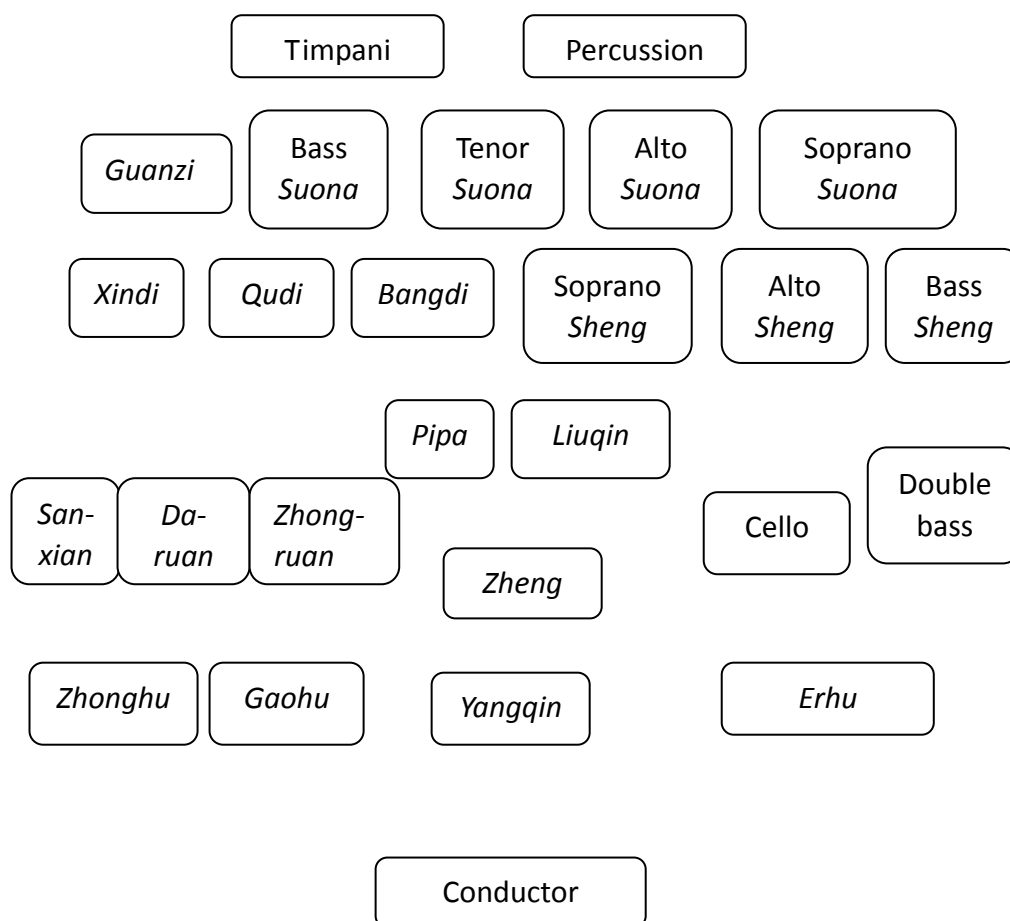 Timpani
Percussion
Guanzi
Bass
Suona
Tenor
Suona
Alto
Suona
Soprano
Suona
Xindi
Qudi
Bangdi
Soprano
Sheng
Alto
Sheng
Bass
Sheng
Pipa
Liuqin
San-
xian
Da-
ruan
Zhong-
ruan
Zheng
Cello
Double
bass
Zhonghu
Gaohu
Yangqin
Erhu
Conductor